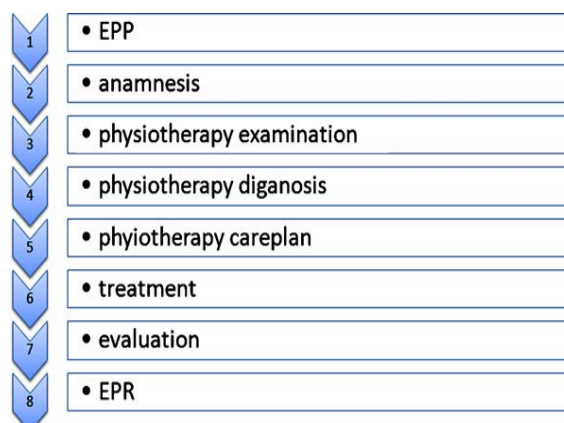 1 • EPP
2 • anamnesis
3 • physiotherapy examination
4 • physiotherapy diganosis
5 • phyiotherapy careplan
6 • treatment
7 • evaluation
8 • EPR